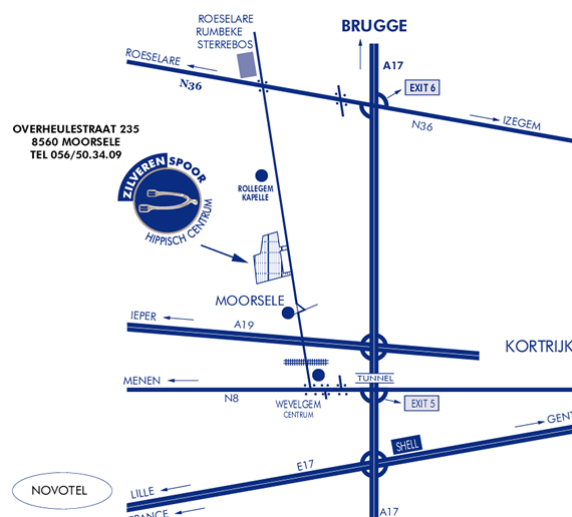 ROESELARE
RUMBEKE
STERREBOS
BRUGGE
ROESELARE
A17
N36
EXIT 6
IZEGEM
N36
OVERHEULESTRAAT 235
8560 MOORSELE
TEL 056/50.34.09
ZILVEREN SPOOR
HIPPISCH CENTRUM
ROLLEGEM
KAPELLE
MOORSELE
IEPER
A19
KORTRIJK
MENEN
TUNNEL
N8
WEVELGEM
CENTRUM
EXIT 5
GENT
SHELL
E17
LILLE
NOVOTEL
FRANCE
A17